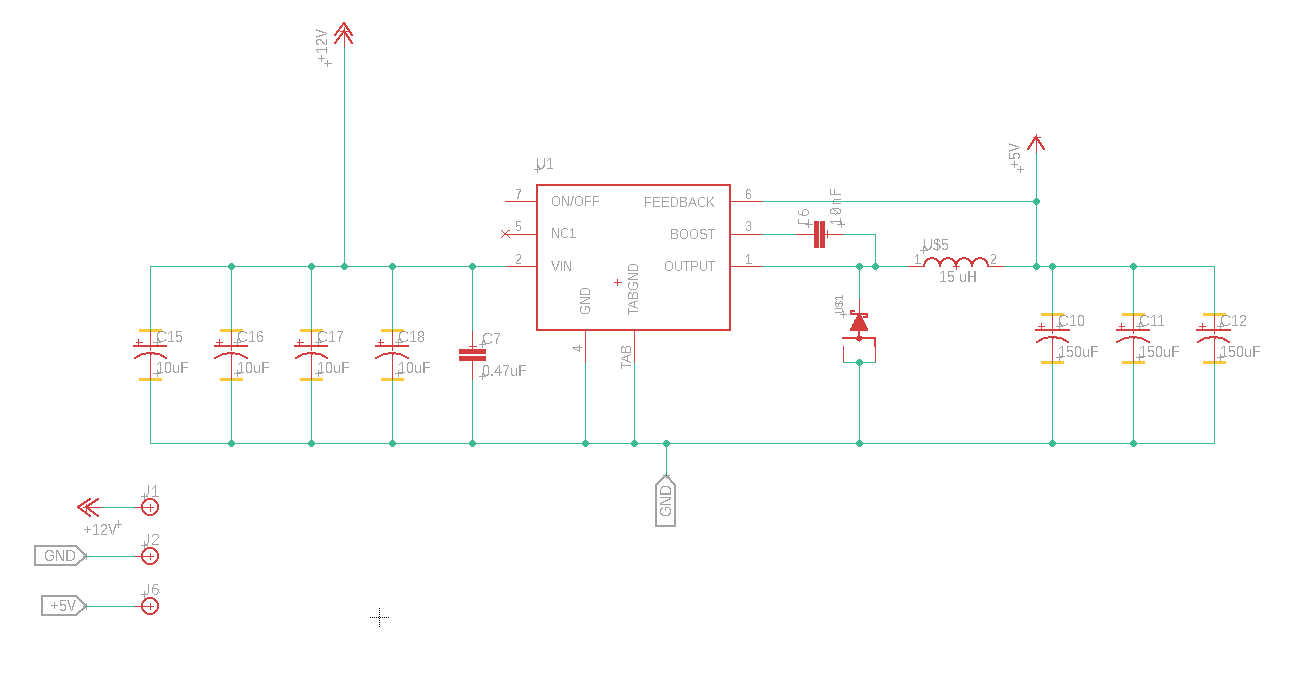 +12V
+5V
U1
7
ON/OFF
FEEDBACK
6
5
NC1
BOOST
3
C6
10nF
2
VIN
OUTPUT
1
GND
TABGND
4
TAB
U$1
1
U$5
2
15 uH
C15
10uF
C16
10uF
C17
10uF
C18
10uF
C7
0.47uF
C10
150uF
C11
150uF
C12
150uF
GND
J1
+12V
J2
GND
J6
+5V